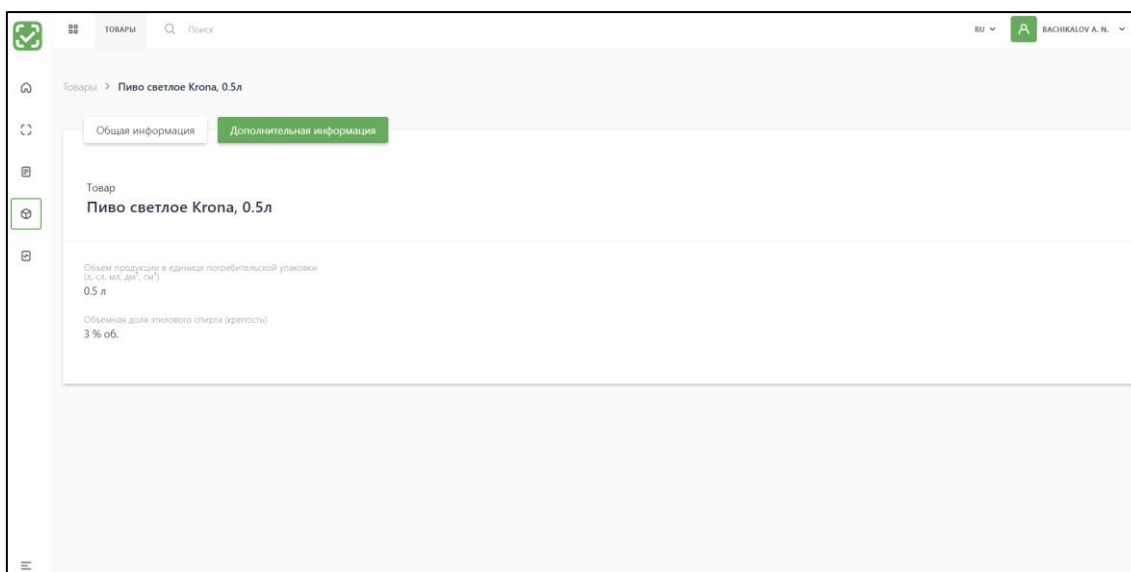 ТОВАРЫ
Поиск
RU
BACHIKALOV A. N.
Товары > Пиво светлое Krona, 0.5л
Общая информация
Дополнительная информация
Товар
Пиво светлое Krona, 0.5л
Объем продукции в единице потребительской упаковки
(л, сл, мл, дм³, см³)
0.5 л
Объемная доля этилового спирта (крепость)
3 % об.